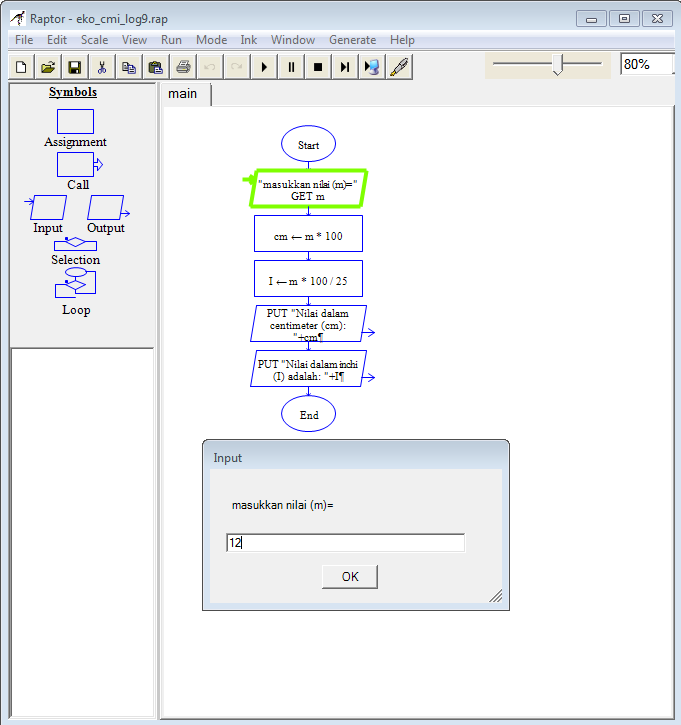 Raptor - eko_cmi_log9.rap
File Edit Scale View Run Mode Ink Window Generate Help
80%
Symbols
Assignment
Call
Input Output
Selection
Loop
main
Start
"masukkan nilai (m)="
GET m
cm ← m * 100
I ← m * 100 / 25
PUT "Nilai dalam
centimeter (cm):
"+cm¶
PUT "Nilai dalam inchi
(I) adalah: "+I¶
End
Input
masukkan nilai (m)=
12
OK